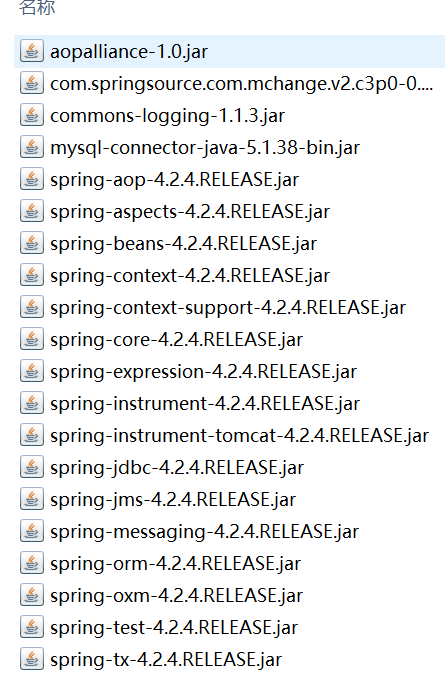 名称
aopalliance-1.0.jar
com.springsource.com.mchange.v2.c3p0-0....
commons-logging-1.1.3.jar
mysql-connector-java-5.1.38-bin.jar
spring-aop-4.2.4.RELEASE.jar
spring-aspects-4.2.4.RELEASE.jar
spring-beans-4.2.4.RELEASE.jar
spring-context-4.2.4.RELEASE.jar
spring-context-support-4.2.4.RELEASE.jar
spring-core-4.2.4.RELEASE.jar
spring-expression-4.2.4.RELEASE.jar
spring-instrument-4.2.4.RELEASE.jar
spring-instrument-tomcat-4.2.4.RELEASE.jar
spring-jdbc-4.2.4.RELEASE.jar
spring-jms-4.2.4.RELEASE.jar
spring-messaging-4.2.4.RELEASE.jar
spring-orm-4.2.4.RELEASE.jar
spring-oxm-4.2.4.RELEASE.jar
spring-test-4.2.4.RELEASE.jar
spring-tx-4.2.4.RELEASE.jar